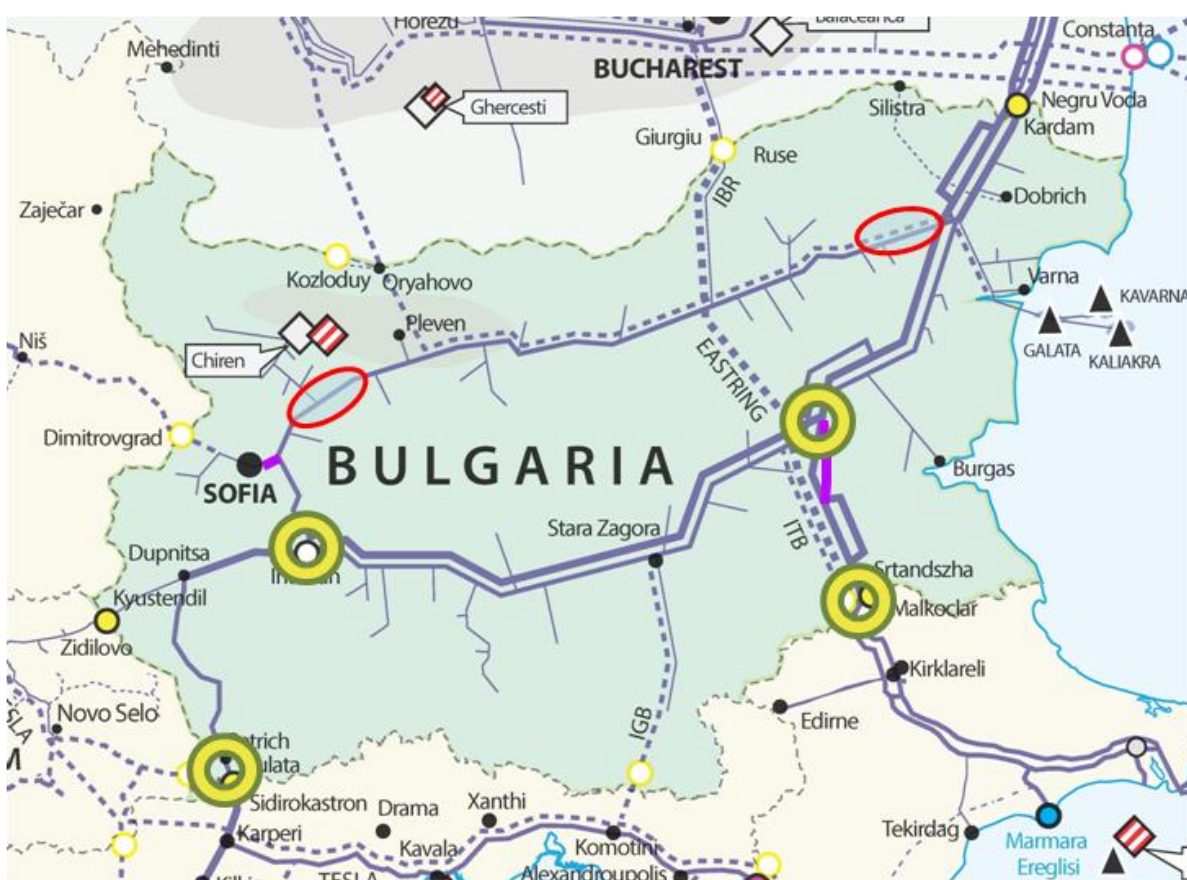 Horezu
Balaceanca
Constanta
Mehedinti
BUCHAREST
Ghercesti
Silistra
Negru Voda
Kardam
Giurgiu
Ruse
IBR
Dobrich
Zaječar
Kozloduy
Oryahovo
Varna
KAVARNA
Pleven
GALATA
KALIAKRA
Niš
Chiren
EASTRING
Dimitrovgrad
BULGARIA
Burgas
SOFIA
Stara Zagora
ITB
Dupnitsa
Srtandszha
Kyustendil
Malkoclar
Zidilovo
Kirklareli
Novo Selo
IGB
Edirne
Sidirokastron
Drama
Xanthi
Karperi
Kavala
Komotini
Tekirdag
Marmara
Ereglisi
TESLA
Alexandroupolis